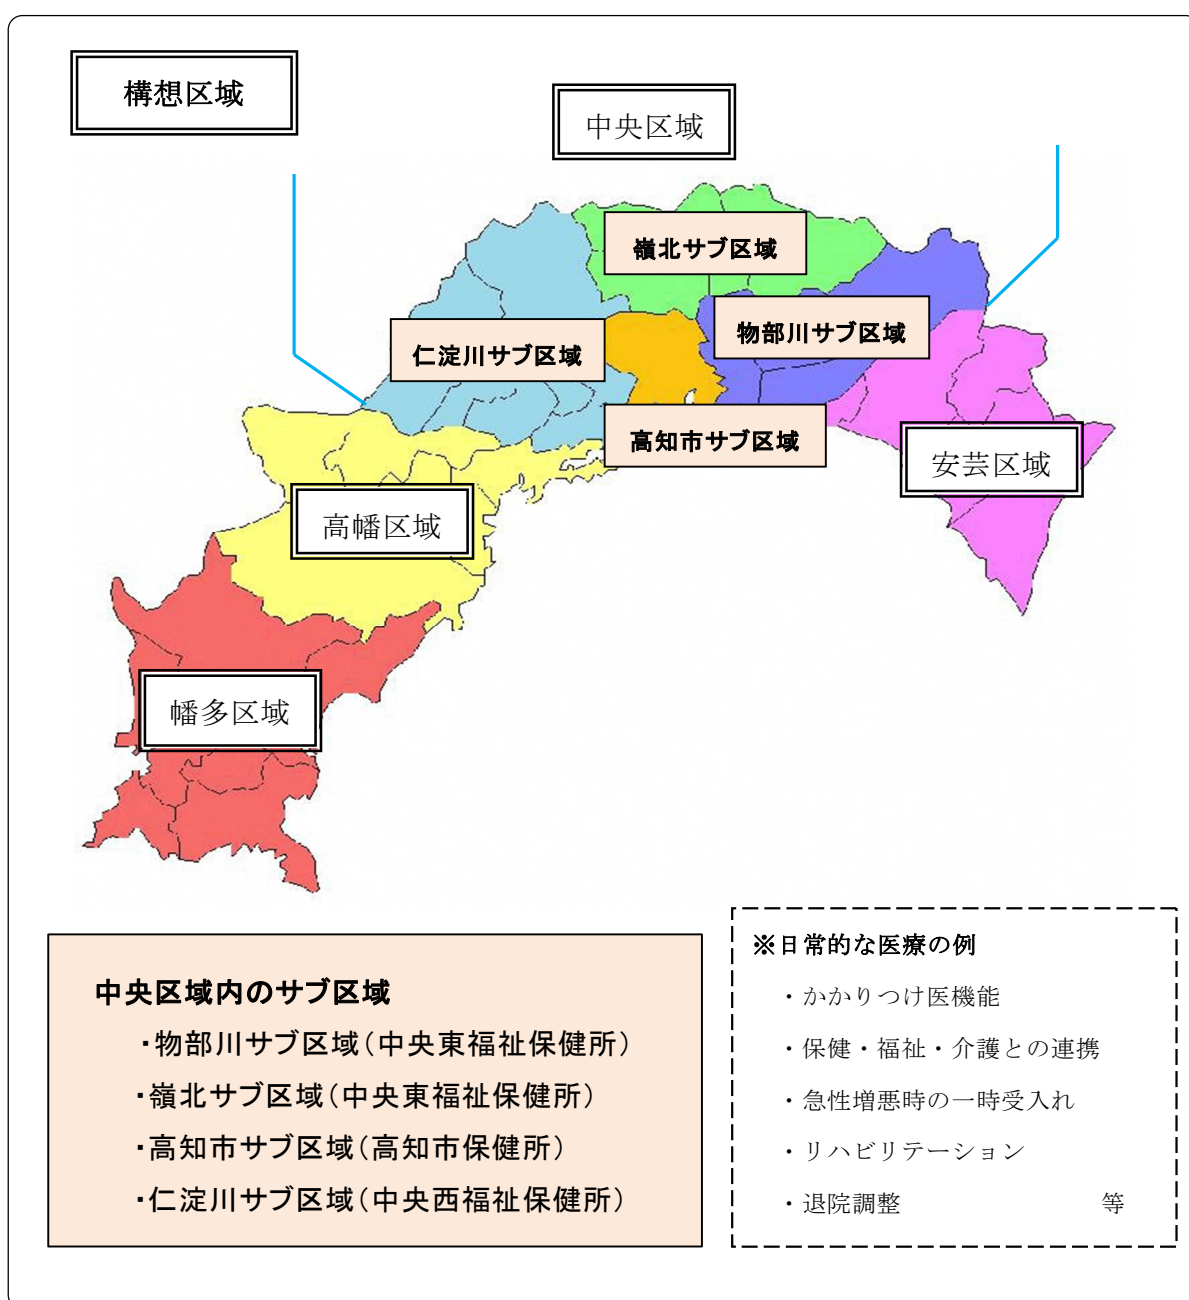 構想区域
中央区域
嶺北サブ区域
物部川サブ区域
仁淀川サブ区域
高知市サブ区域
安芸区域
高幡区域
幡多区域
中央区域内のサブ区域
・物部川サブ区域（中央東福祉保健所）
・嶺北サブ区域（中央東福祉保健所）
・高知市サブ区域（高知市保健所）
・仁淀川サブ区域（中央西福祉保健所）
※日常的な医療の例
・かかりつけ医機能
・保健・福祉・介護との連携
・急性増悪時の一時受入れ
・リハビリテーション
・退院調整　等